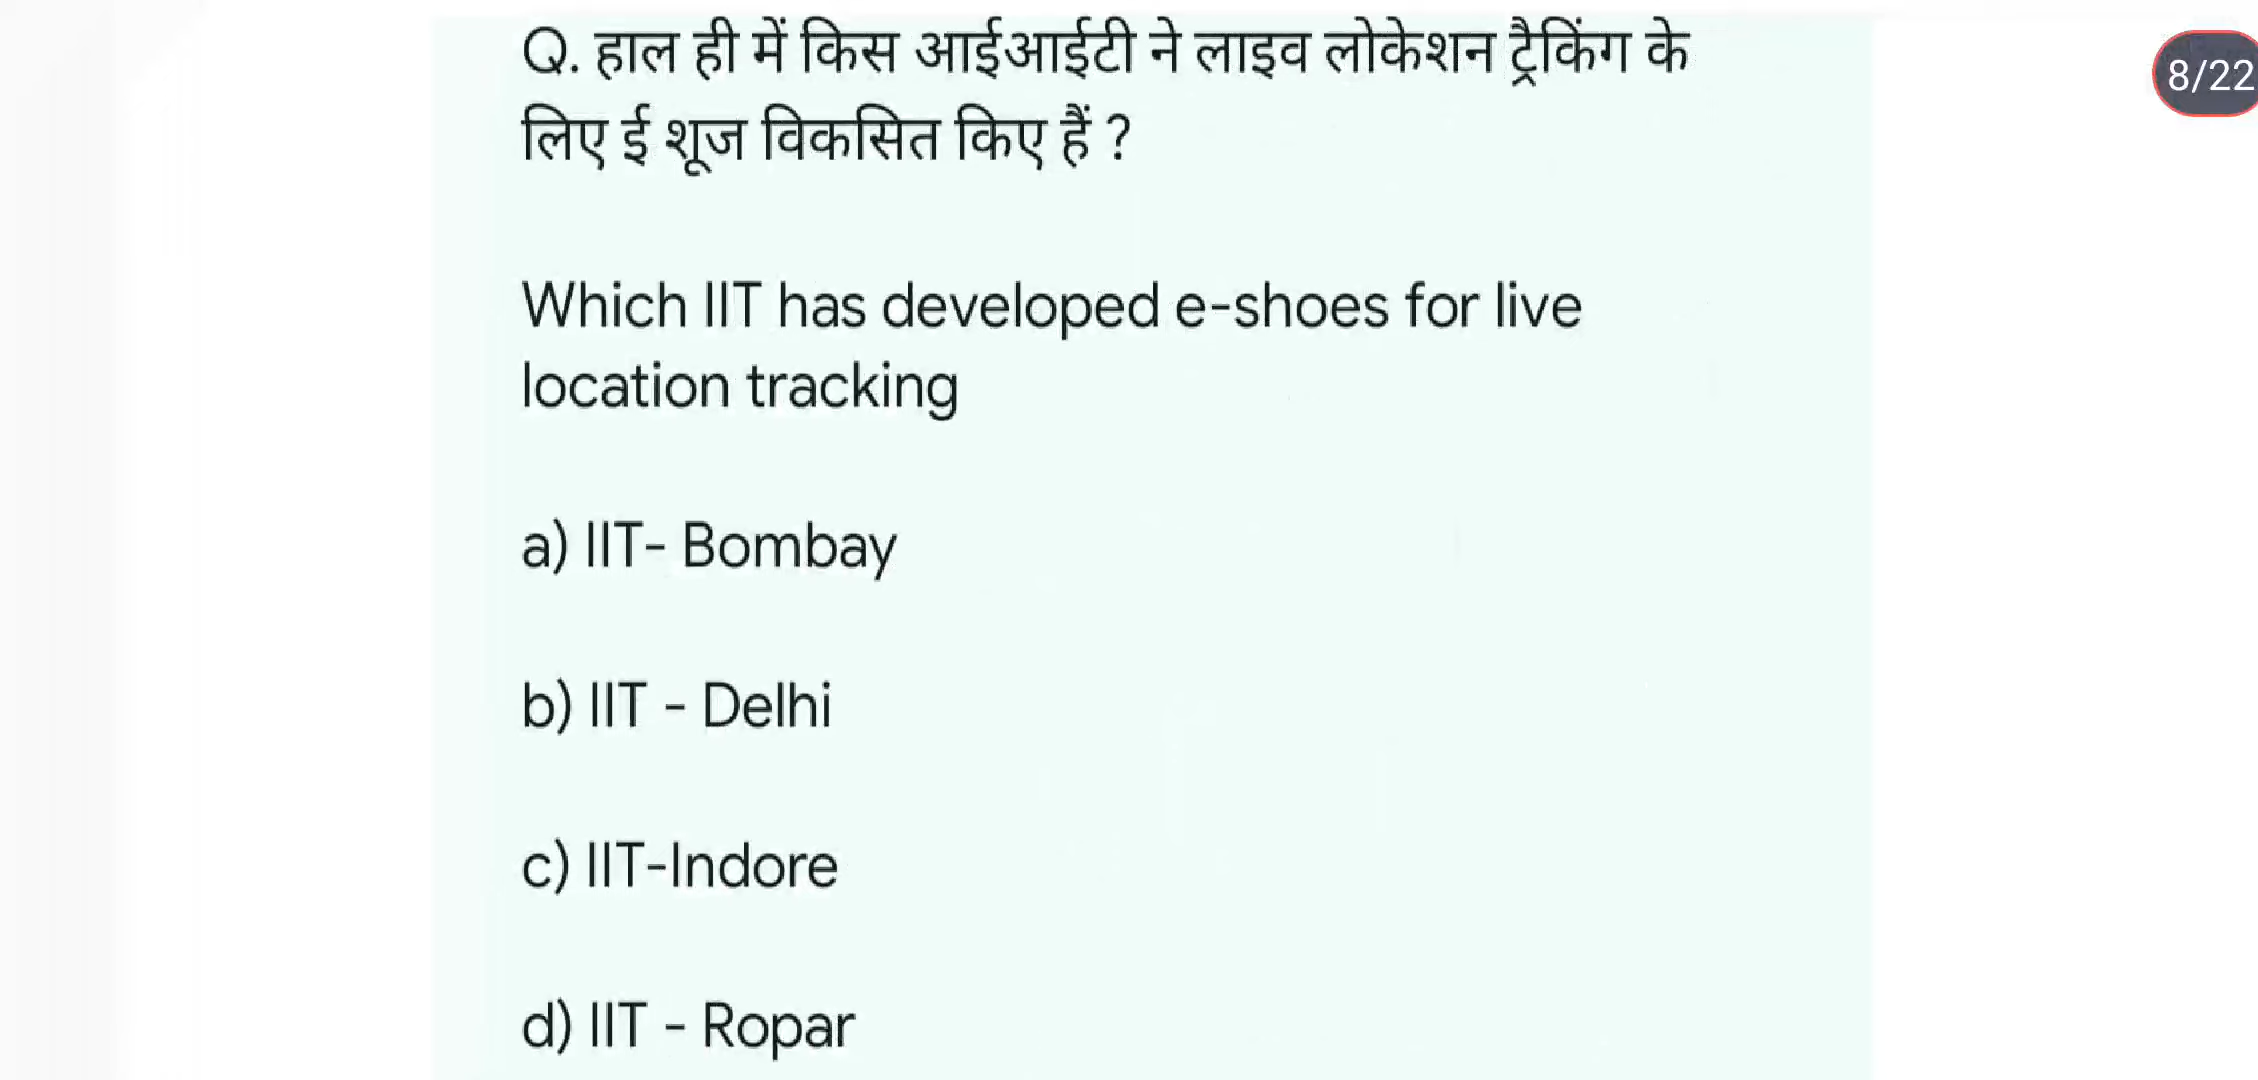 Q. हाल ही में किस आईआईटी ने लाइव लोकेशन ट्रैकिंग के
लिए ई शूज विकसित किए हैं ?
8/22
Which IIT has developed e-shoes for live
location tracking
a) IIT- Bombay
b) IIT - Delhi
c) IIT-Indore
d) IIT - Ropar